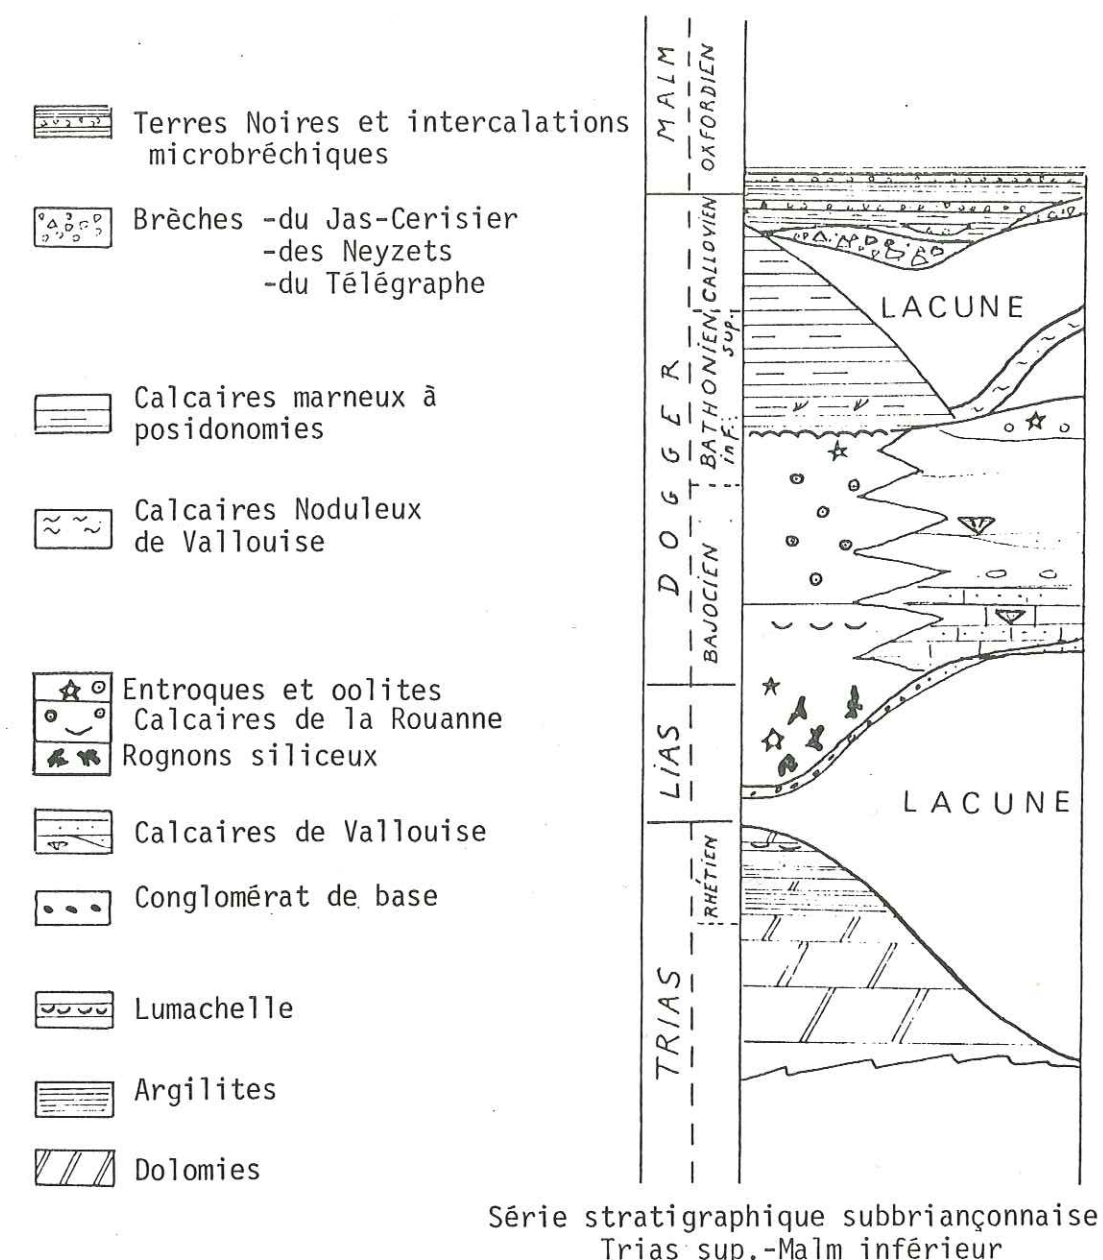 Terres Noires et intercalations
microbréchiques
Brèches -du Jas-Cerisier
-des Neyzets
-du Télégraphe
Calcaires marneux à
posidonomies
Calcaires Noduleux
de Vallouise
Entroques et oolites
Calcaires de la Rouanne
Rognons siliceux
Calcaires de Vallouise
Conglomérat de base
Lumachelle
Argilites
Dolomies
MALM
OXFORDIEN
DOGGER
CALLOVIEN
BATHONIEN
sup.
inf.
BAJOCIEN
LIAS
TRIAS
RHÉTIEN
LACUNE
LACUNE
Série stratigraphique subbriançonnaise
Trias sup.-Malm inférieur